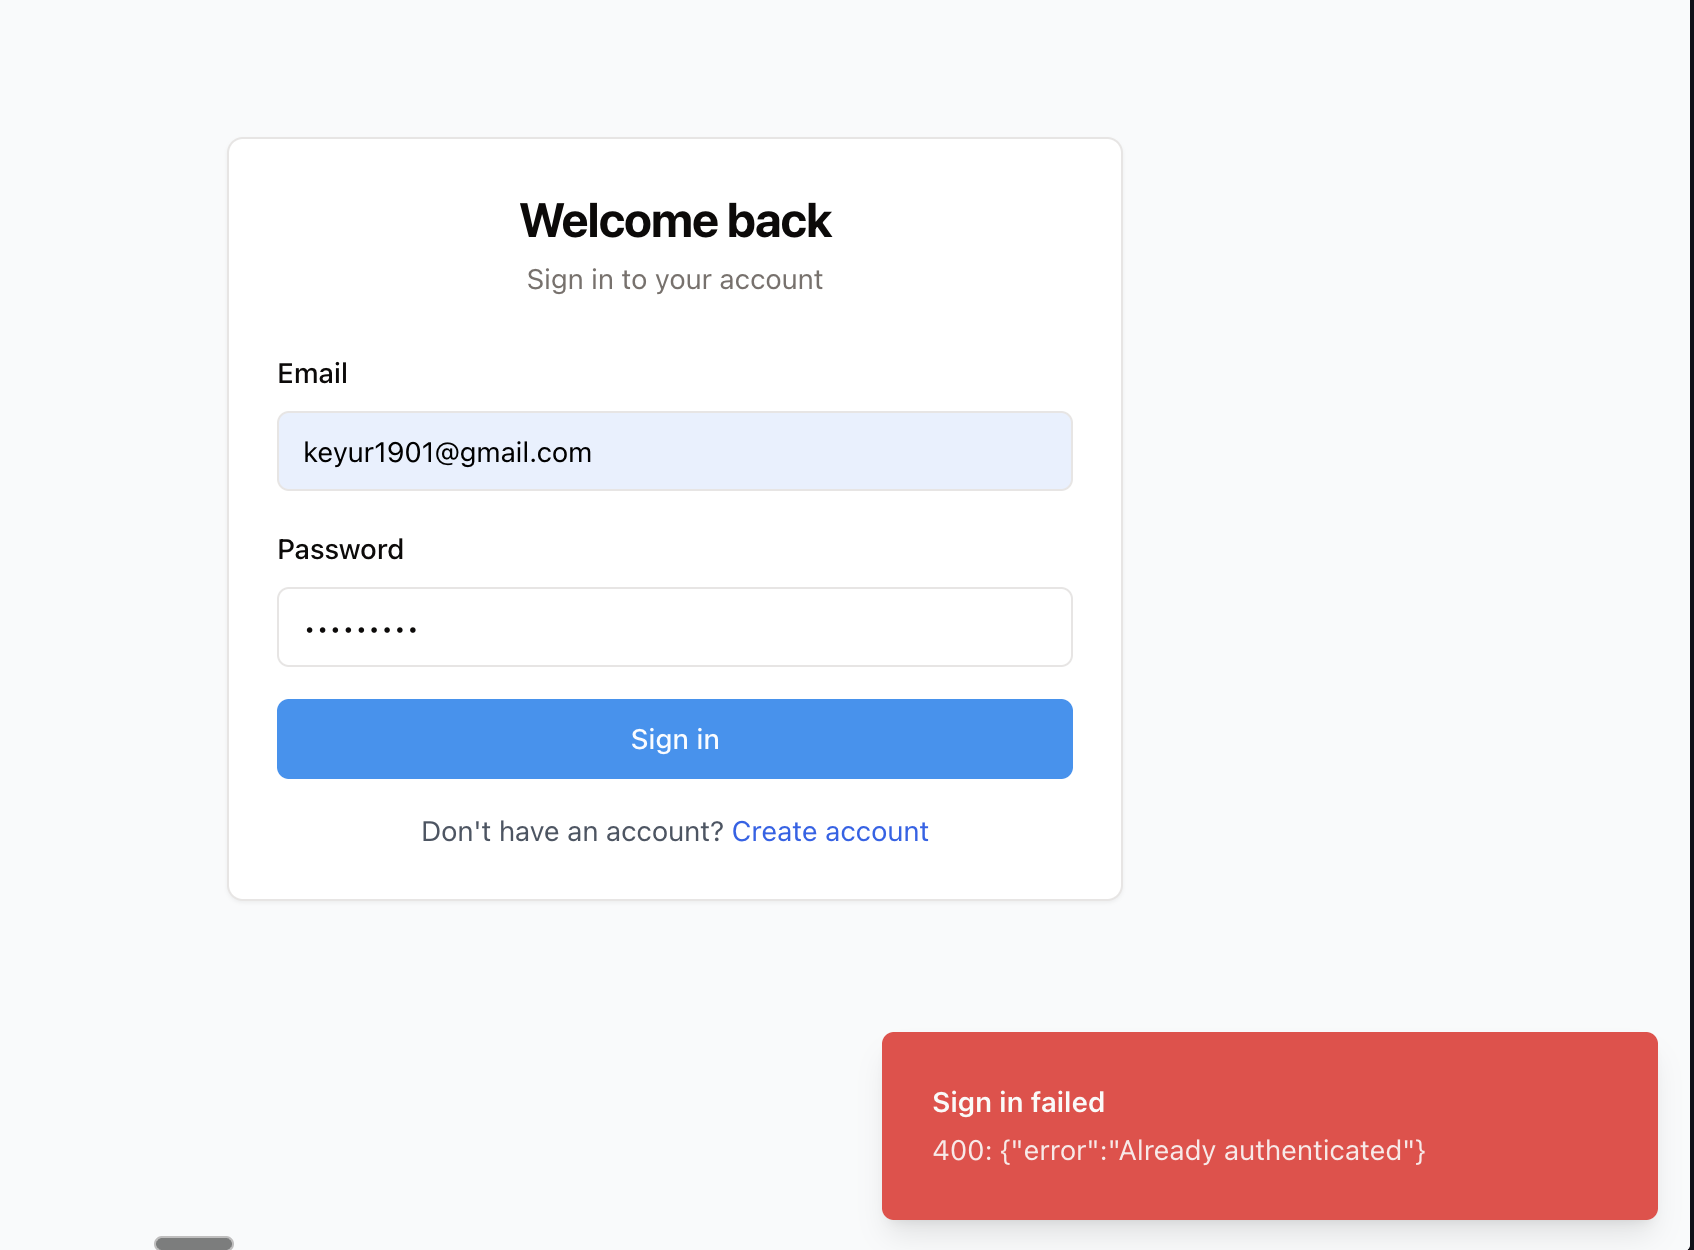 Welcome back
Sign in to your account
Email
keyur1901@gmail.com
Password
•••••••••
Sign in
Don't have an account? Create account
Sign in failed
400: {"error":"Already authenticated"}